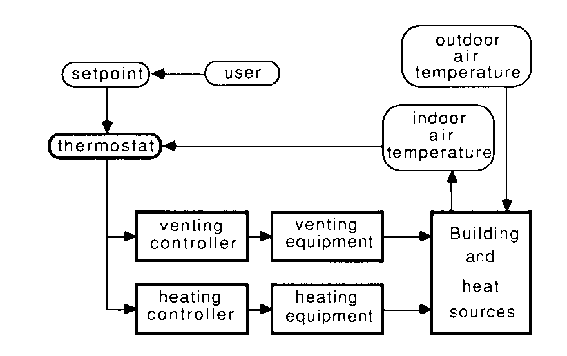 outdoor
air
temperature
setpoint
user
indoor
air
temperature
thermostat
venting
controller
venting
equipment
Building
and
heat
sources
heating
controller
heating
equipment